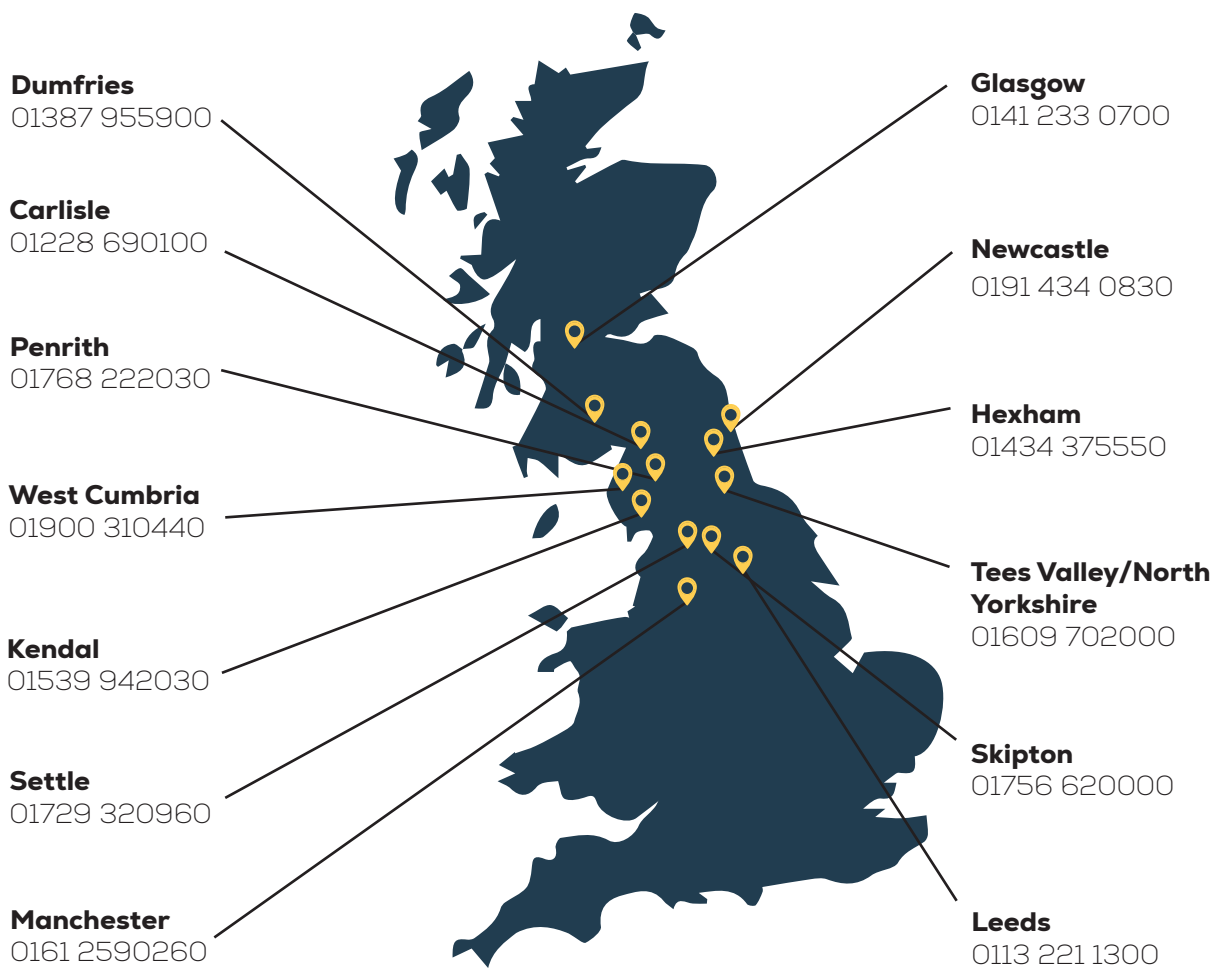 Dumfries
01387 955900
Carlisle
01228 690100
Penrith
01768 222030
West Cumbria
01900 310440
Kendal
01539 942030
Settle
01729 320960
Manchester
0161 2590260
Glasgow
0141 233 0700
Newcastle
0191 434 0830
Hexham
01434 375550
Tees Valley/North
Yorkshire
01609 702000
Skipton
01756 620000
Leeds
0113 221 1300